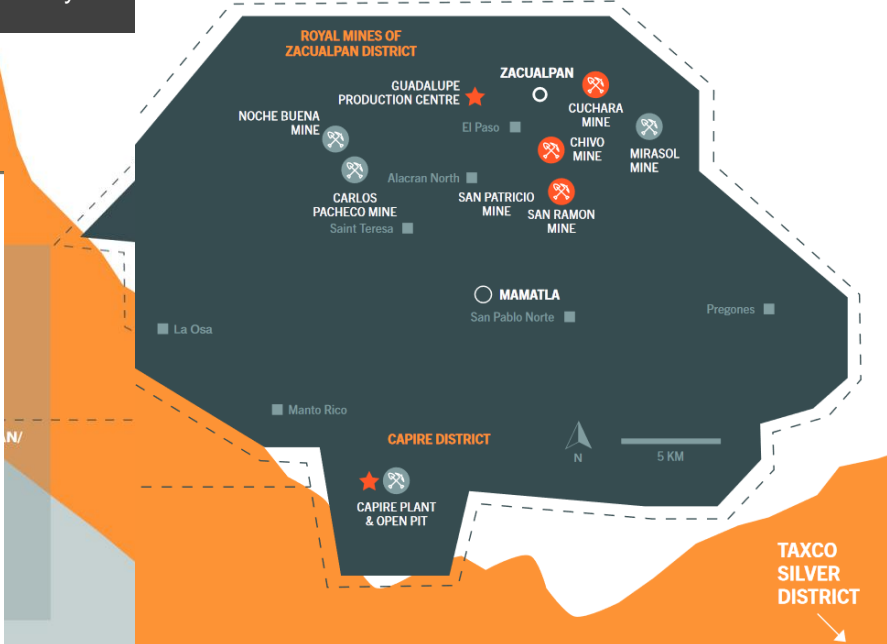 ROYAL MINES OF
ZACUALPAN DISTRICT
GUADALUPE
PRODUCTION CENTRE
ZACUALPAN
CUCHARA
MINE
NOCHE BUENA
MINE
El Paso
CHIVO
MINE
MIRASOL
MINE
Alacran North
CARLOS
PACHECO MINE
SAN PATRICIO
MINE
SAN RAMON
MINE
Saint Teresa
MAMATLA
San Pablo Norte
Pregones
La Osa
Manto Rico
AN/
CAPIRE DISTRICT
N
5 KM
CAPIRE PLANT
& OPEN PIT
TAXCO
SILVER
DISTRICT